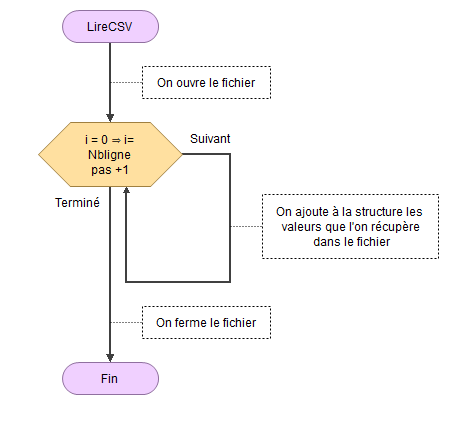 LireCSV
On ouvre le fichier
i = 0 ⇒ i=
Nbligne
pas +1
Suivant
Terminé
On ajoute à la structure les
valeurs que l'on récupère
dans le fichier
On ferme le fichier
Fin